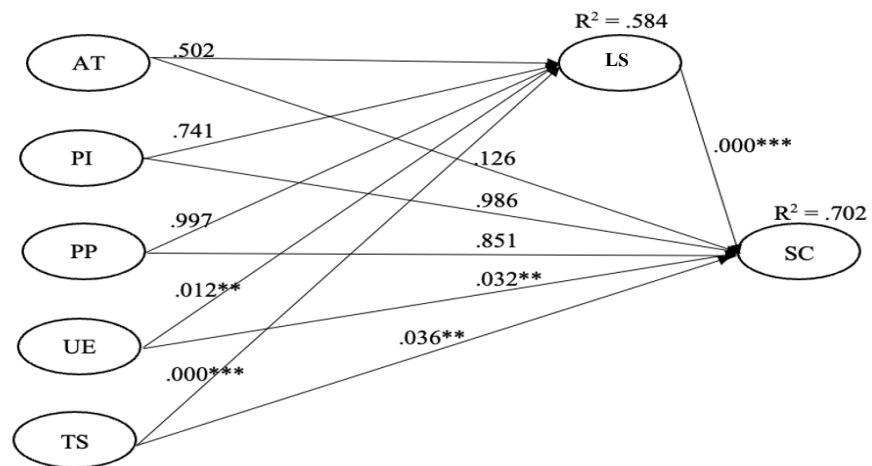 R² = .584
AT
.502
LS
PI
.741
.126
.000***
.986
R² = .702
PP
.997
.851
SC
.012**
.032**
UE
.036**
.000***
TS